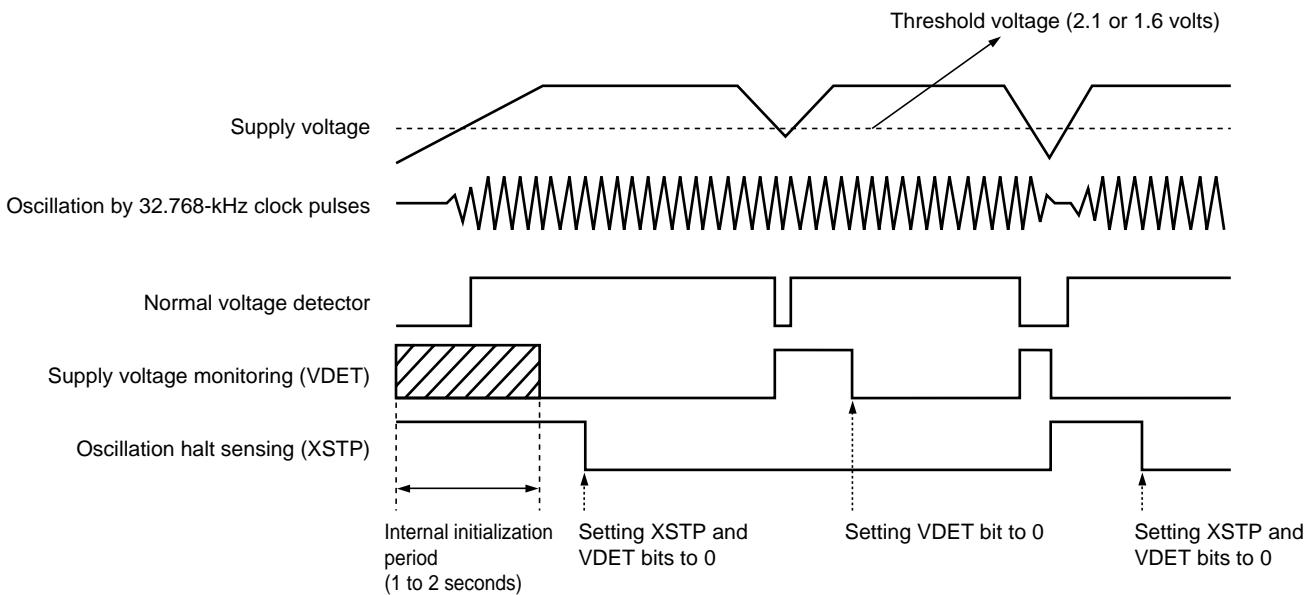 Threshold voltage (2.1 or 1.6 volts)
Supply voltage
Oscillation by 32.768-kHz clock pulses
Normal voltage detector
Supply voltage monitoring (VDET)
Oscillation halt sensing (XSTP)
Internal initialization
period
(1 to 2 seconds)
Setting XSTP and
VDET bits to 0
Setting VDET bit to 0
Setting XSTP and
VDET bits to 0